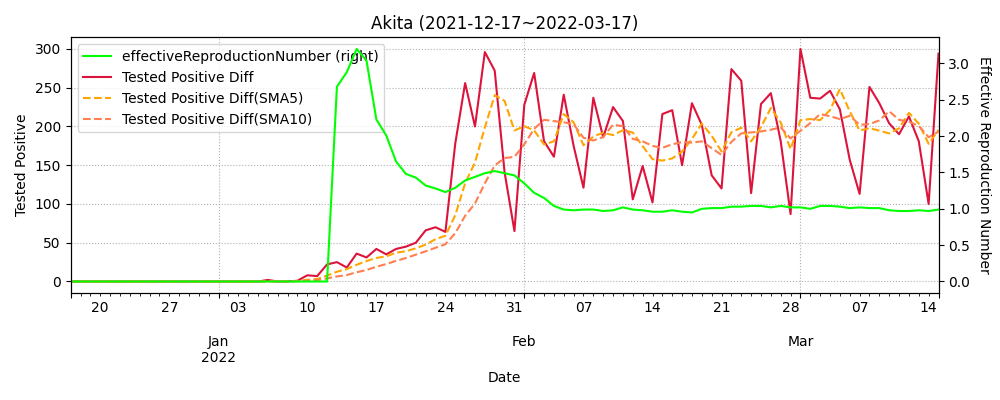 Akita (2021-12-17~2022-03-17)
effectiveReproductionNumber (right)
Tested Positive Diff
Tested Positive Diff(SMA5)
Tested Positive Diff(SMA10)
Tested Positive
300
250
200
150
100
50
0
3.0
2.5
2.0
1.5
1.0
0.5
0.0
Effective Reproduction Number
20 27 03 10 17 24 31 07 14 21 28 07 14
Jan Feb Mar
2022
Date